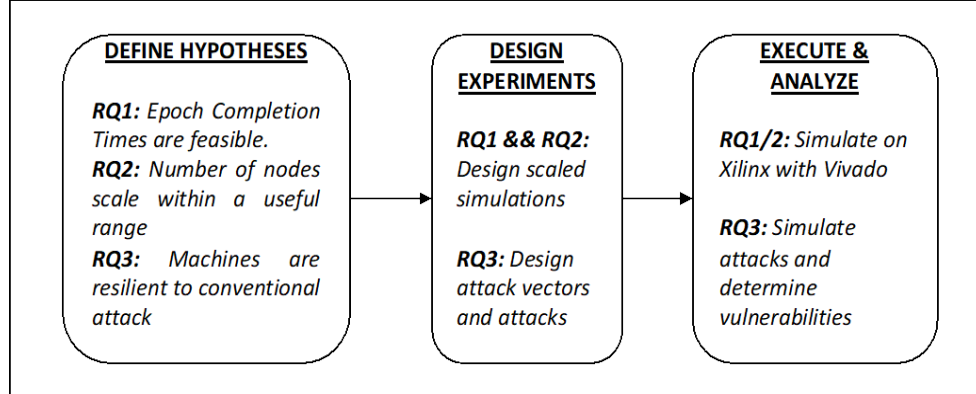 DEFINE HYPOTHESES
RQ1: Epoch Completion
Times are feasible.
RQ2: Number of nodes
scale within a useful
range
RQ3: Machines are
resilient to conventional
attack
DESIGN
EXPERIMENTS
RQ1 && RQ2:
Design scaled
simulations
RQ3: Design
attack vectors
and attacks
EXECUTE &
ANALYZE
RQ1/2: Simulate on
Xilinx with Vivado
RQ3: Simulate
attacks and
determine
vulnerabilities